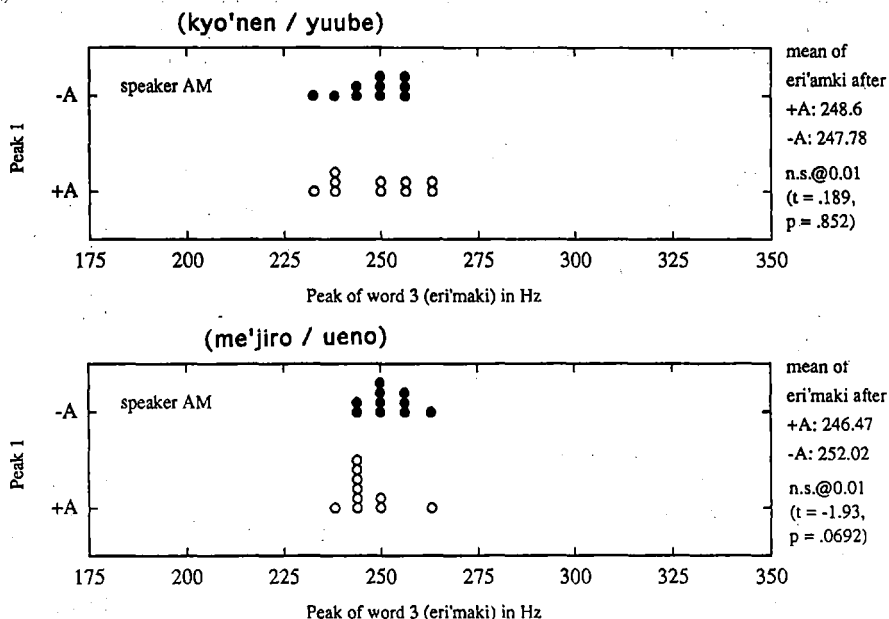 (kyo'nen / yuube)
speaker AM
Peak 1
-A
+A
175 200 225 250 275 300 325 350
Peak of word 3 (eri'maki) in Hz
mean of
eri'amki after
+A: 248.6
-A: 247.78
n.s.@0.01
(t = .189,
p = .852)
(me'jiro / ueno)
speaker AM
Peak 1
-A
+A
175 200 225 250 275 300 325 350
Peak of word 3 (eri'maki) in Hz
mean of
eri'maki after
+A: 246.47
-A: 252.02
n.s.@0.01
(t = -1.93,
p = .0692)